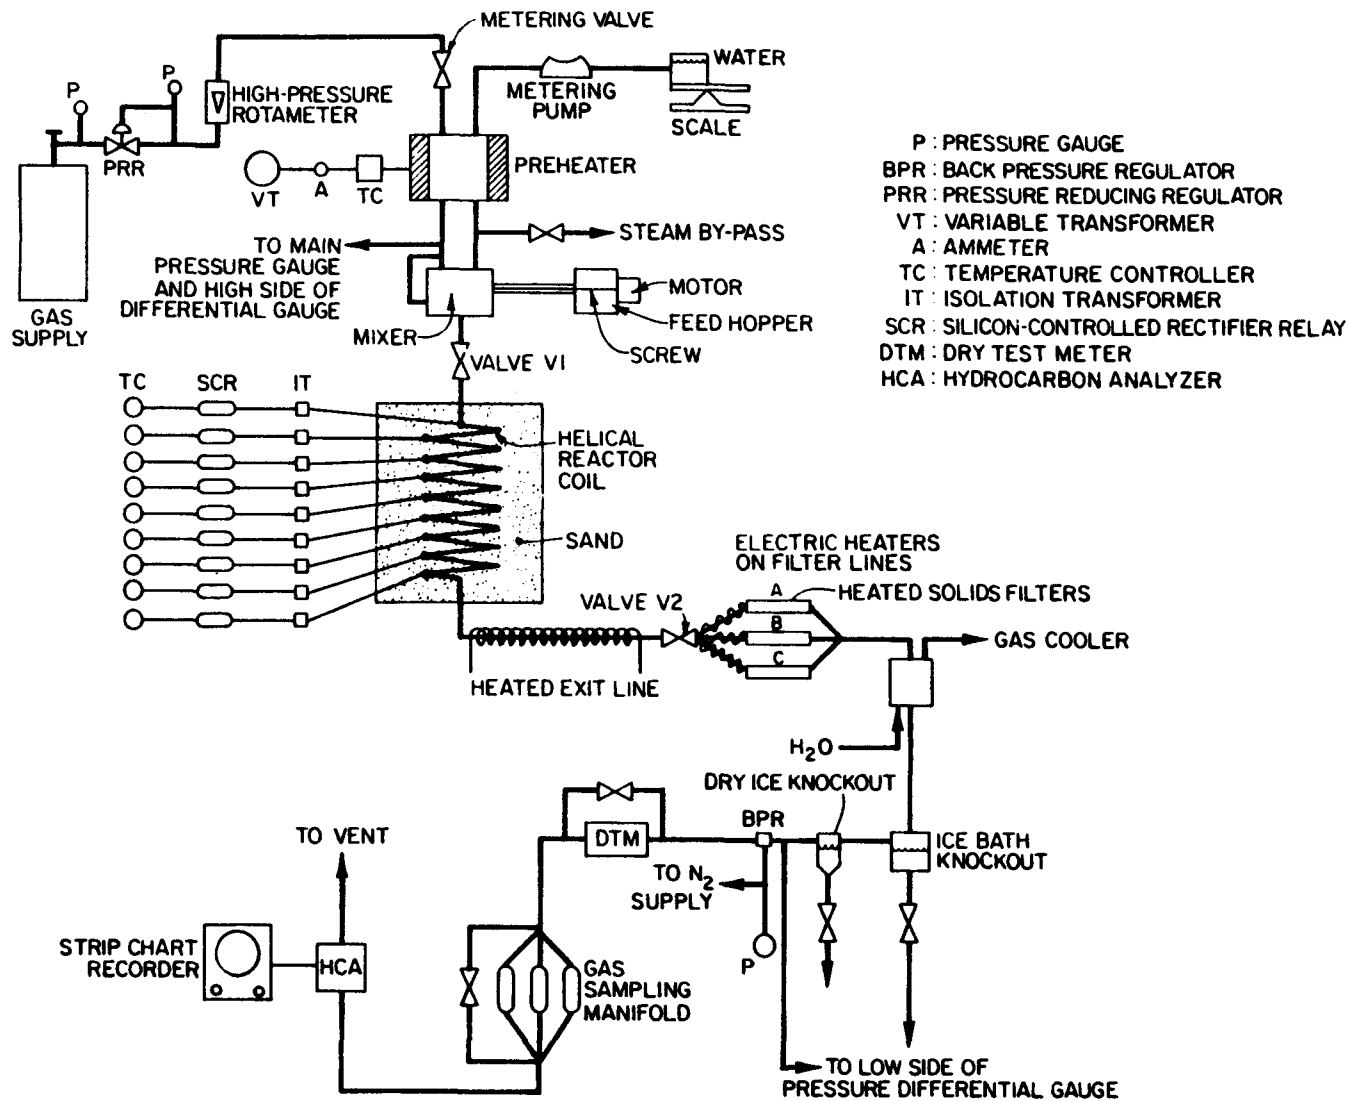 METERING VALVE
P
P
HIGH-PRESSURE
ROTAMETER
PRR
METERING
PUMP
WATER
SCALE
VT
A
TC
PREHEATER
STEAM BY-PASS
GAS
SUPPLY
TO MAIN
PRESSURE GAUGE
AND HIGH SIDE OF
DIFFERENTIAL GAUGE
MIXER
MOTOR
FEED HOPPER
SCREW
VALVE V1
P : PRESSURE GAUGE
BPR : BACK PRESSURE REGULATOR
PRR : PRESSURE REDUCING REGULATOR
VT : VARIABLE TRANSFORMER
A : AMMETER
TC : TEMPERATURE CONTROLLER
IT : ISOLATION TRANSFORMER
SCR : SILICON-CONTROLLED RECTIFIER RELAY
DTM : DRY TEST METER
HCA : HYDROCARBON ANALYZER
TC
SCR
IT
HELICAL
REACTOR
COIL
SAND
ELECTRIC HEATERS
ON FILTER LINES
VALVE V2
A
B
C
HEATED SOLIDS FILTERS
GAS COOLER
HEATED EXIT LINE
H2O
DRY ICE KNOCKOUT
ICE BATH
KNOCKOUT
BPR
DTM
TO N2
SUPPLY
P
TO VENT
STRIP CHART
RECORDER
HCA
GAS
SAMPLING
MANIFOLD
TO LOW SIDE OF
PRESSURE DIFFERENTIAL GAUGE